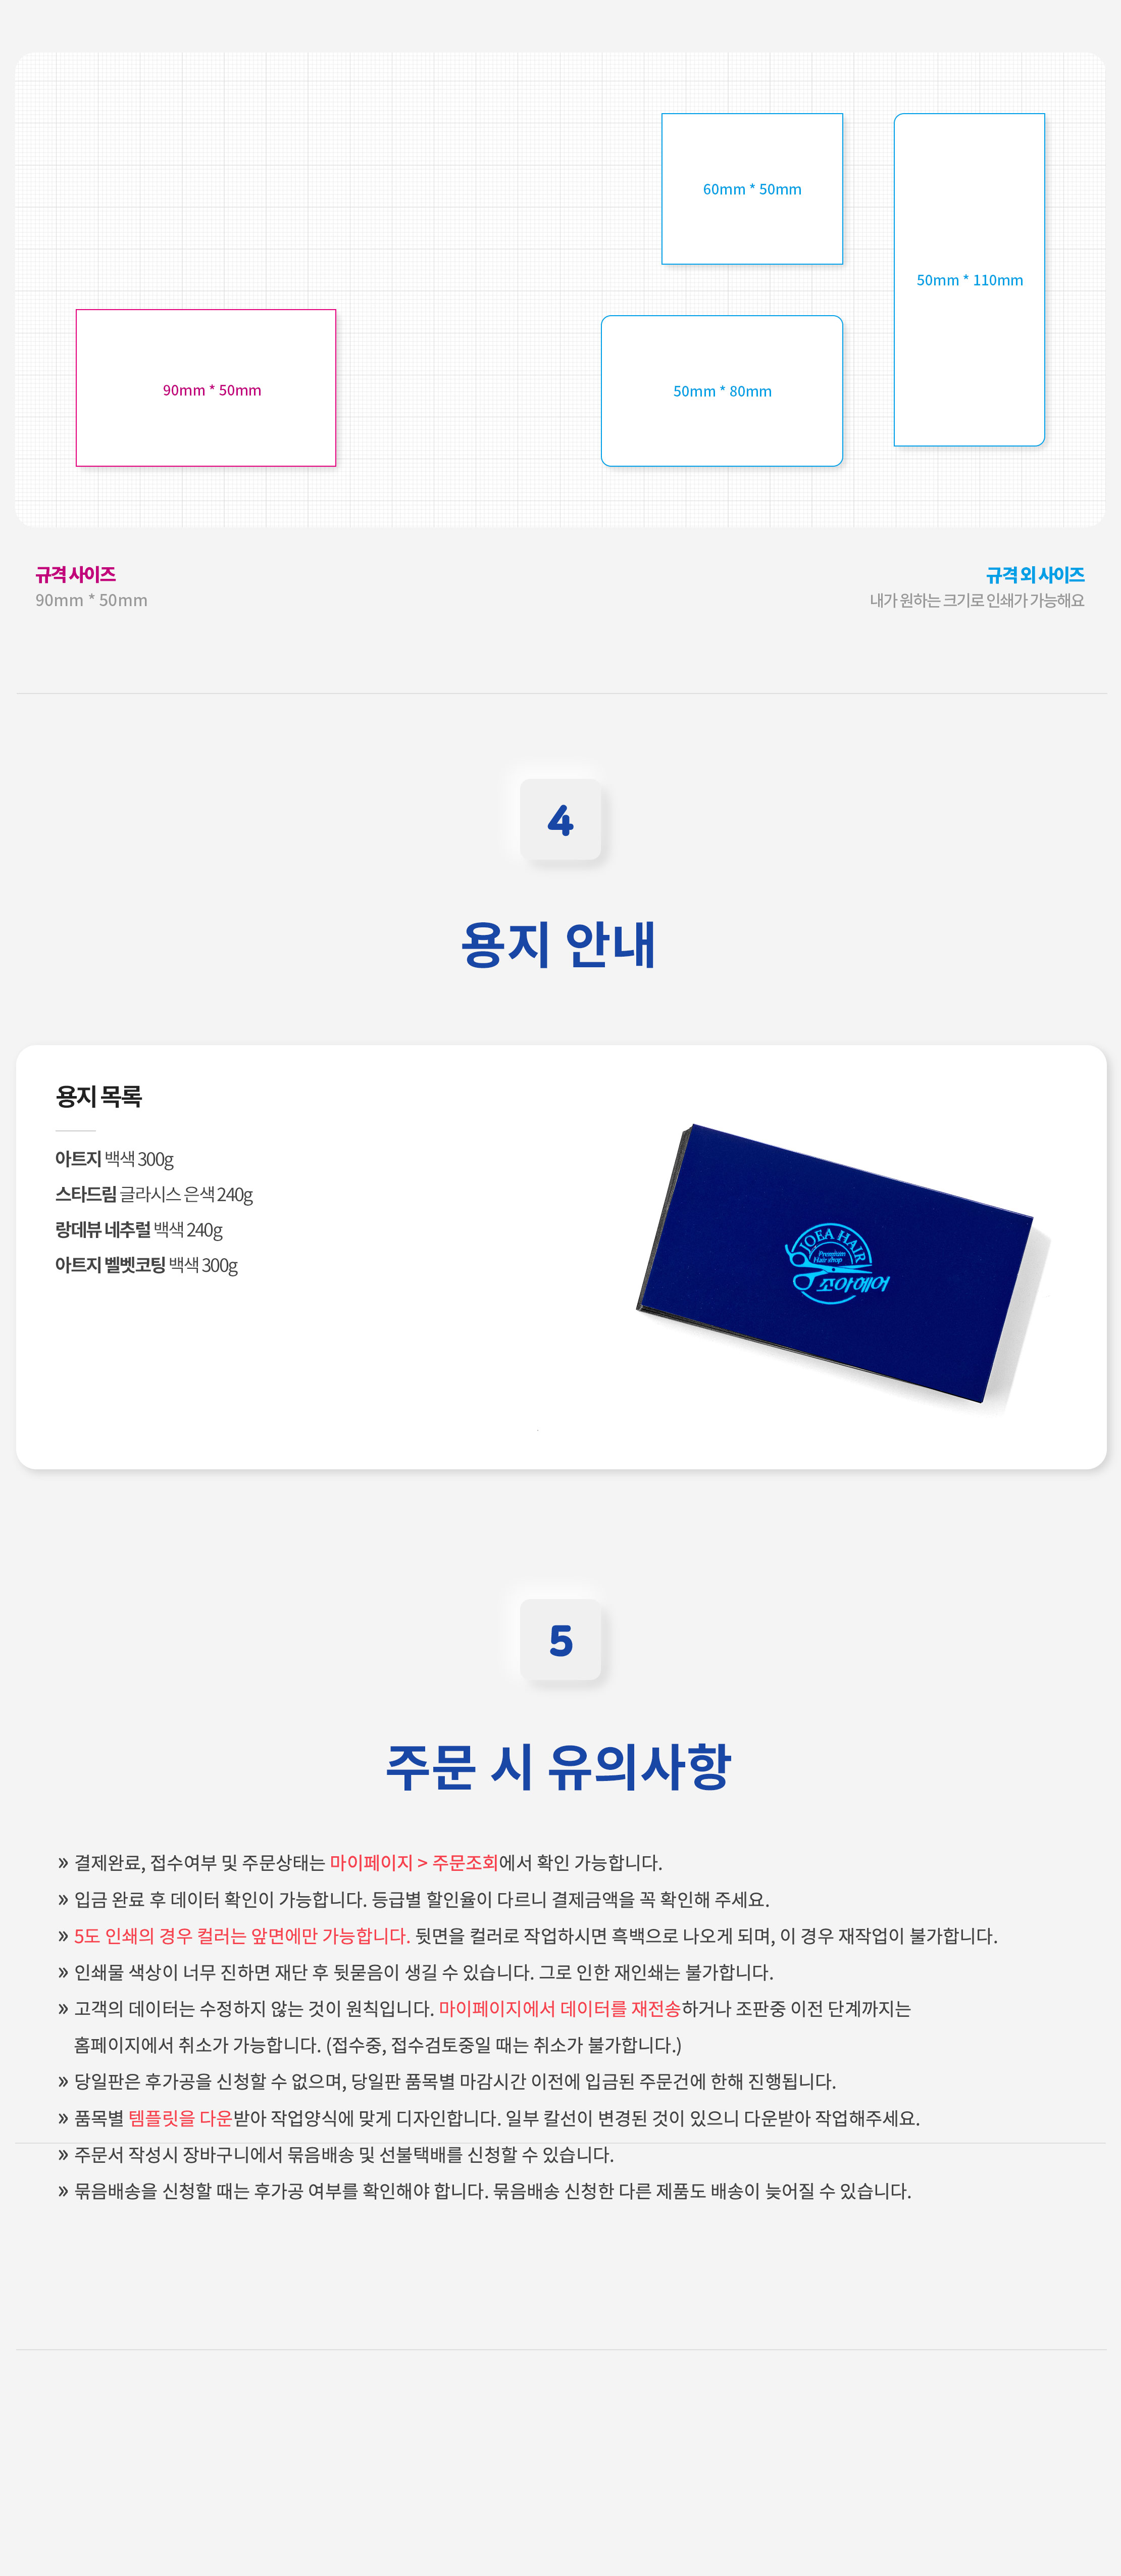 60mm * 50mm
50mm * 110mm
90mm * 50mm
50mm * 80mm
규격 사이즈
90mm * 50mm
규격 외 사이즈
내가 원하는 크기로 인쇄가 가능해요
4
용지 안내
용지 목록
아트지 백색 300g
스타드림 글라시스 은색 240g
랑데뷰 네추럴 백색 240g
아트지 벨벳코팅 백색 300g
JOEA HAIR
Premium
Hair shop
조아헤어
5
주문 시 유의사항
» 결제완료, 접수여부 및 주문상태는 마이페이지 > 주문조회에서 확인 가능합니다.
» 입금 완료 후 데이터 확인이 가능합니다. 등급별 할인율이 다르니 결제금액을 꼭 확인해 주세요.
» 5도 인쇄의 경우 컬러는 앞면에만 가능합니다. 뒷면을 컬러로 작업하시면 흑백으로 나오게 되며, 이 경우 재작업이 불가합니다.
» 인쇄물 색상이 너무 진하면 재단 후 뒷묻음이 생길 수 있습니다. 그로 인한 재인쇄는 불가합니다.
» 고객의 데이터는 수정하지 않는 것이 원칙입니다. 마이페이지에서 데이터를 재전송하거나 조판중 이전 단계까지는
홈페이지에서 취소가 가능합니다. (접수중, 접수검토중일 때는 취소가 불가합니다.)
» 당일판은 후가공을 신청할 수 없으며, 당일판 품목별 마감시간 이전에 입금된 주문건에 한해 진행됩니다.
» 품목별 템플릿을 다운받아 작업양식에 맞게 디자인합니다. 일부 칼선이 변경된 것이 있으니 다운받아 작업해주세요.
» 주문서 작성시 장바구니에서 묶음배송 및 선불택배를 신청할 수 있습니다.
» 묶음배송을 신청할 때는 후가공 여부를 확인해야 합니다. 묶음배송 신청한 다른 제품도 배송이 늦어질 수 있습니다.